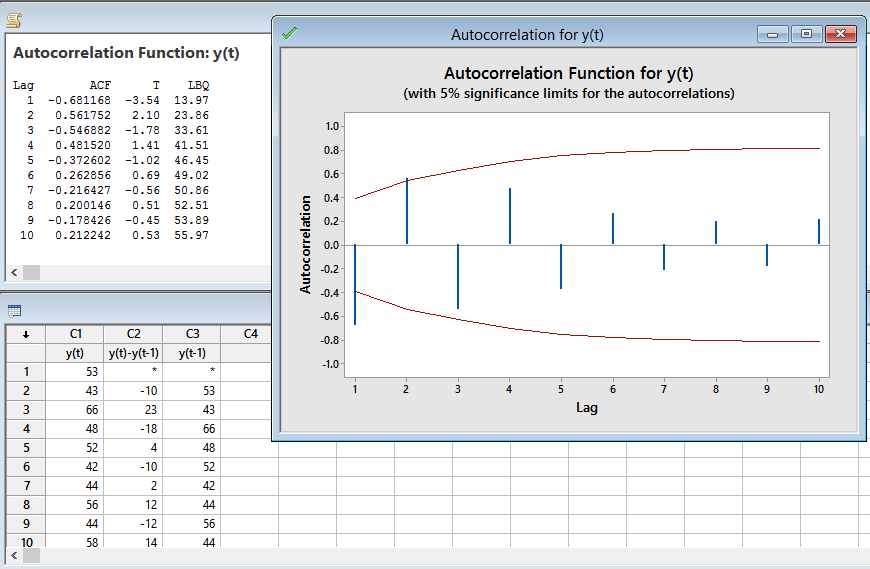 Autocorrelation Function: y(t)
Lag ACF T LBQ
1 -0.681168 -3.54 13.97
2 0.561752 2.10 23.86
3 -0.546882 -1.78 33.61
4 0.481520 1.41 41.51
5 -0.372602 -1.02 46.45
6 0.262856 0.69 49.02
7 -0.216427 -0.56 50.86
8 0.200146 0.51 52.51
9 -0.178426 -0.45 53.89
10 0.212242 0.53 55.97
Autocorrelation for y(t)
Autocorrelation Function for y(t)
(with 5% significance limits for the autocorrelations)
Autocorrelation
1.0
0.8
0.6
0.4
0.2
0.0
-0.2
-0.4
-0.6
-0.8
-1.0
1 2 3 4 5 6 7 8 9 10
Lag
C1 C2 C3 C4
y(t) y(t)-y(t-1) y(t-1)
1 53 * *
2 43 -10 53
3 66 23 43
4 48 -18 66
5 52 4 48
6 42 -10 52
7 44 2 42
8 56 12 44
9 44 -12 56
10 58 14 44